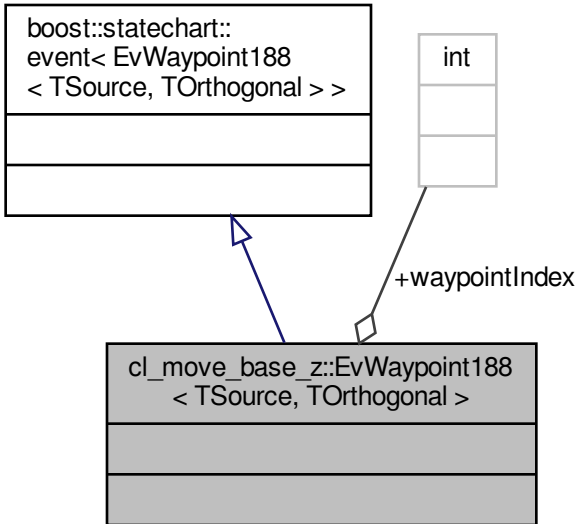 boost::statechart::
event< EvWaypoint188
< TSource, TOrthogonal > >
int
+waypointIndex
cl_move_base_z::EvWaypoint188
< TSource, TOrthogonal >